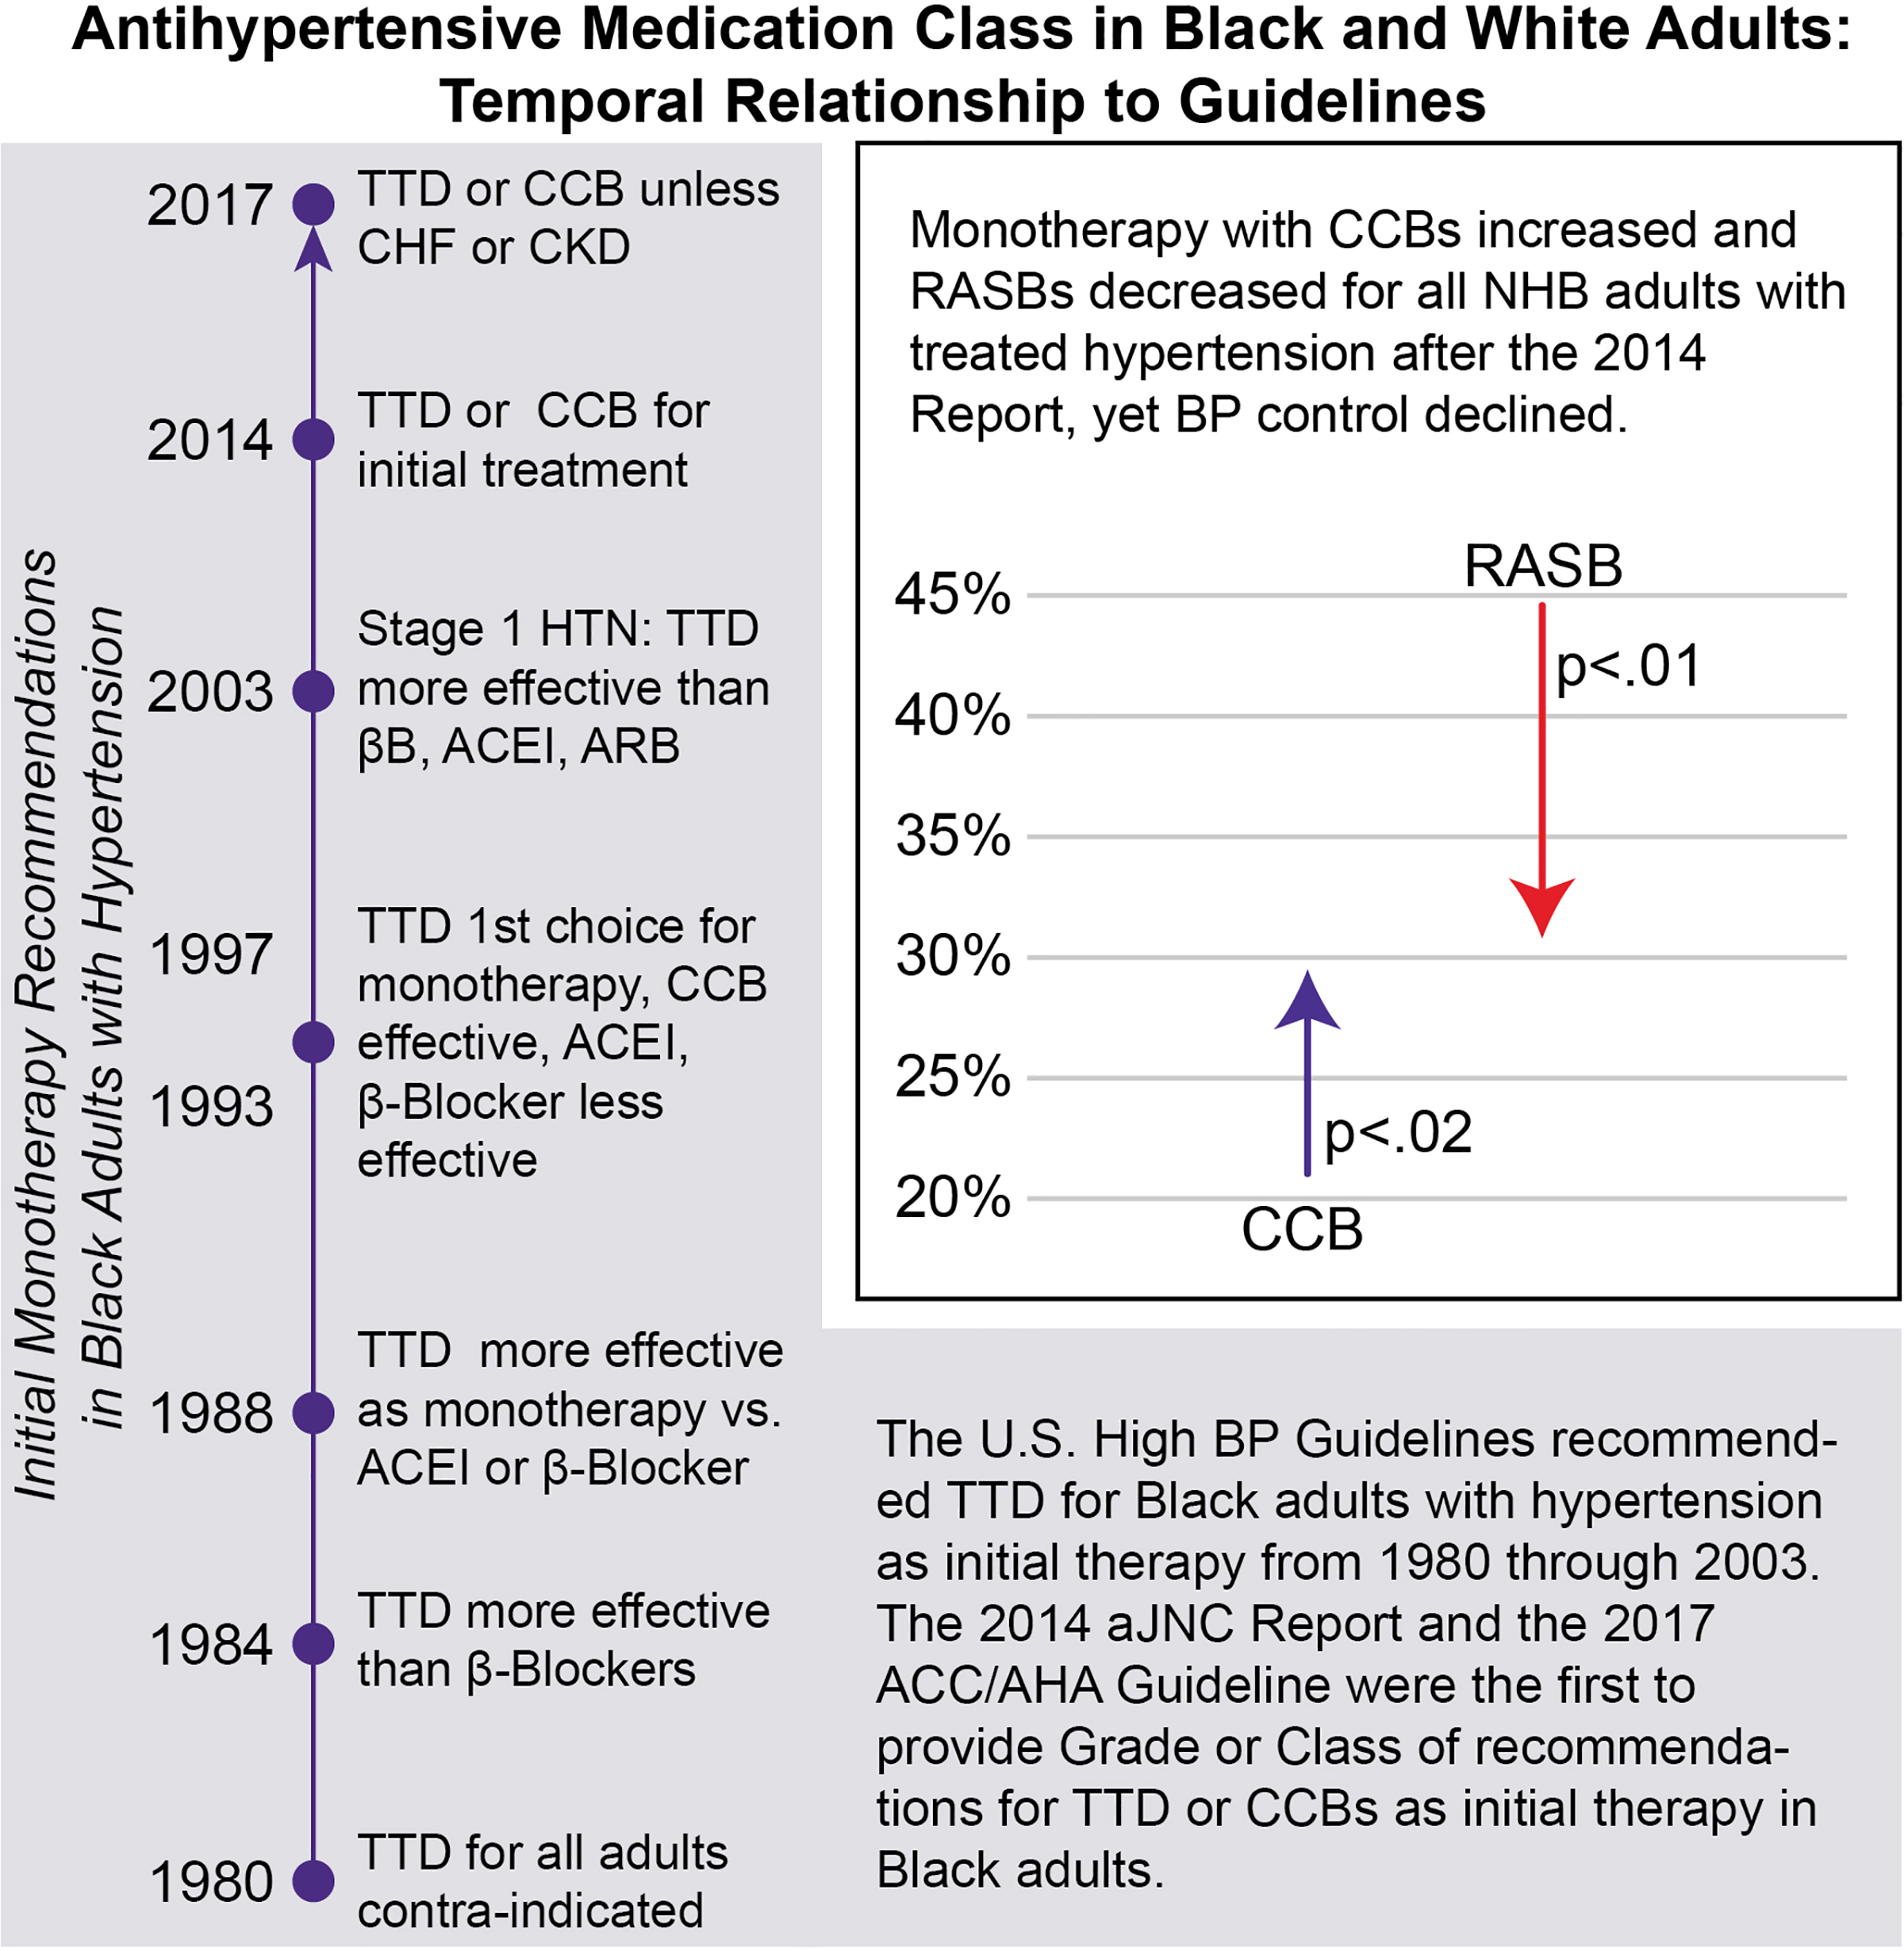 Antihypertensive Medication Class in Black and White Adults:
Temporal Relationship to Guidelines
Initial Monotherapy Recommendations
in Black Adults with Hypertension
2017
TTD or CCB unless
CHF or CKD
2014
TTD or CCB for
initial treatment
2003
Stage 1 HTN: TTD
more effective than
βB, ACEI, ARB
1997
1993
TTD 1st choice for
monotherapy, CCB
effective, ACEI,
β-Blocker less
effective
1988
TTD more effective
as monotherapy vs.
ACEI or β-Blocker
1984
TTD more effective
than β-Blockers
1980
TTD for all adults
contra-indicated
Monotherapy with CCBs increased and
RASBs decreased for all NHB adults with
treated hypertension after the 2014
Report, yet BP control declined.
RASB
45%
p<.01
40%
35%
30%
25%
p<.02
20%
CCB
The U.S. High BP Guidelines recommend-
ed TTD for Black adults with hypertension
as initial therapy from 1980 through 2003.
The 2014 aJNC Report and the 2017
ACC/AHA Guideline were the first to
provide Grade or Class of recommenda-
tions for TTD or CCBs as initial therapy in
Black adults.